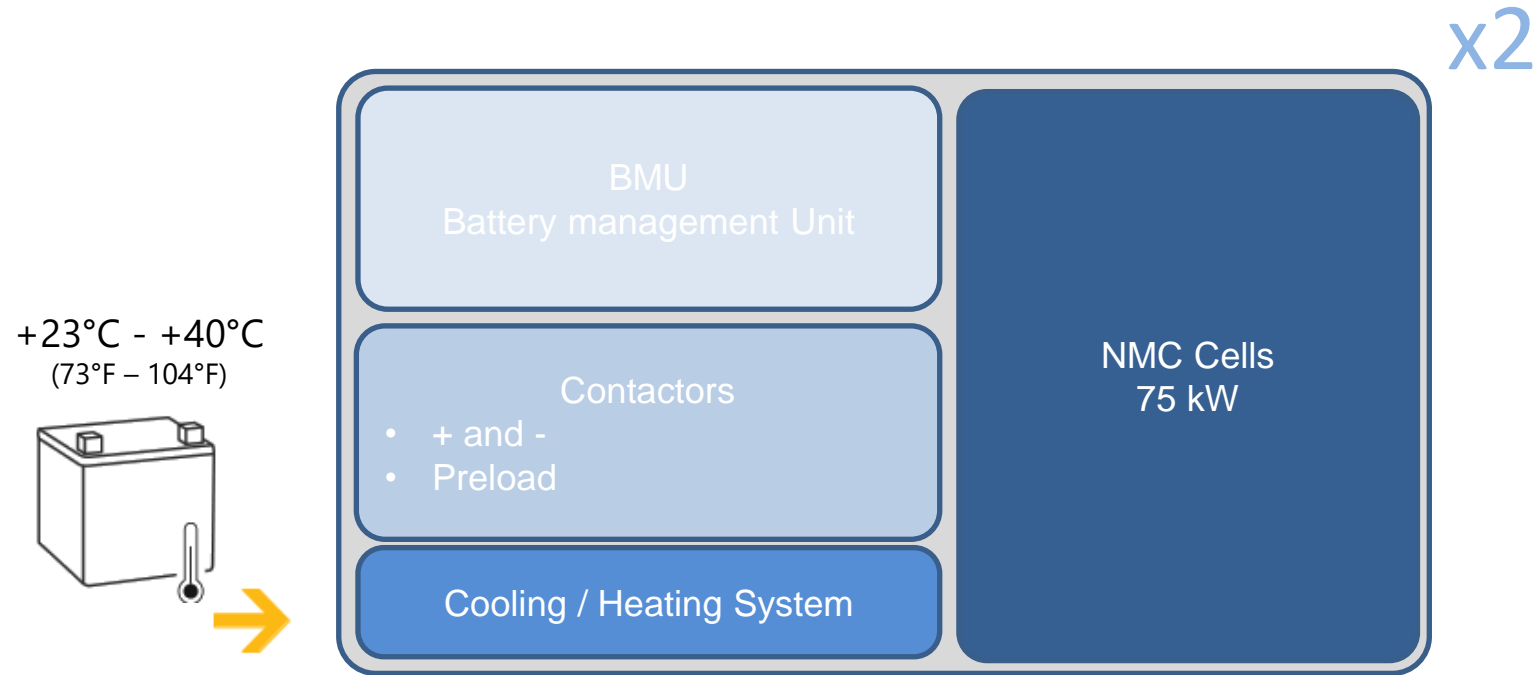 x2
BMU
Battery management Unit
+23°C - +40°C
(73°F – 104°F)
Contactors
• + and -
• Preload
NMC Cells
75 kW
Cooling / Heating System